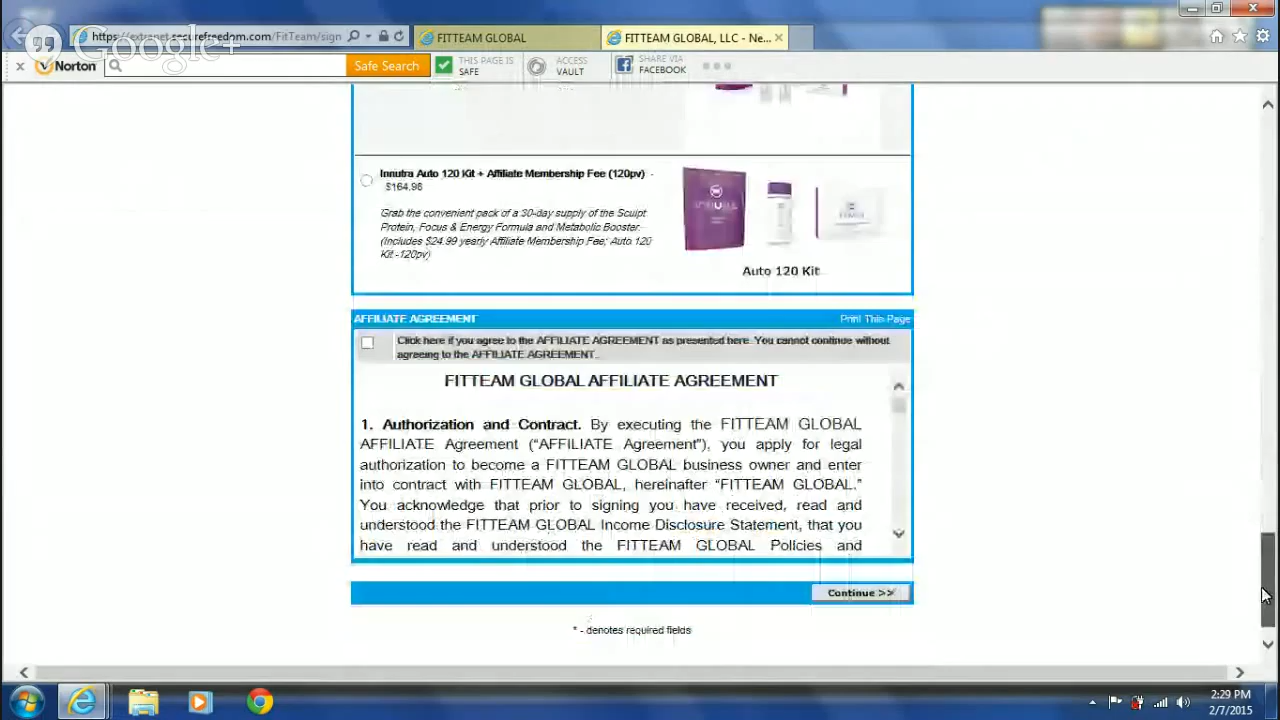 Google+
https://extranet.securefreedom.com/FitTeam/sign
FITTEAM GLOBAL
FITTEAM GLOBAL, LLC - Ne...
Norton
Safe Search
THIS PAGE IS
SAFE
ACCESS
VAULT
SHARE VIA
FACEBOOK
Innutra Auto 120 Kit + Affiliate Membership Fee (120pv) -
$164.98
Grab the convenient pack of a 30-day supply of the Sculpt
Protein, Focus & Energy Formula and Metabolic Booster.
(Includes $24.99 yearly Affiliate Membership Fee; Auto 120
Kit -120pv)
Auto 120 Kit
AFFILIATE AGREEMENT
Print This Page
Click here if you agree to the AFFILIATE AGREEMENT as presented here. You cannot continue without
agreeing to the AFFILIATE AGREEMENT.
FITTEAM GLOBAL AFFILIATE AGREEMENT
1. Authorization and Contract. By executing the FITTEAM GLOBAL
AFFILIATE Agreement (“AFFILIATE Agreement”), you apply for legal
authorization to become a FITTEAM GLOBAL business owner and enter
into contract with FITTEAM GLOBAL, hereinafter “FITTEAM GLOBAL.”
You acknowledge that prior to signing you have received, read and
understood the FITTEAM GLOBAL Income Disclosure Statement, that you
have read and understood the FITTEAM GLOBAL Policies and
Continue >>
* - denotes required fields
2:29 PM
2/7/2015